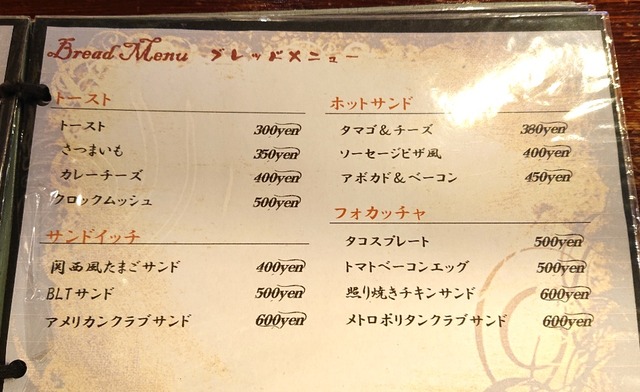 Bread Menu ブレッドメニュー
トースト
トースト 300yen
さつまいも 350yen
カレーチーズ 400yen
クロックムッシュ 500yen
サンドイッチ
関西風たまごサンド 400yen
BLTサンド 500yen
アメリカンクラブサンド 600yen
ホットサンド
タマゴ&チーズ 380yen
ソーセージピザ風 400yen
アボカド&ベーコン 450yen
フォカッチャ
タコスプレート 500yen
トマトベーコンエッグ 500yen
照り焼きチキンサンド 600yen
メトロポリタンクラブサンド 600yen